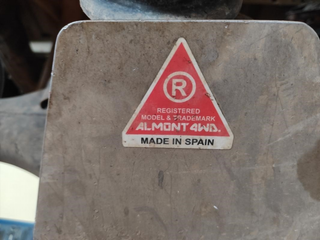 ®
REGISTERED
MODEL & TRADEMARK
ALMONT 4WD.
MADE IN SPAIN